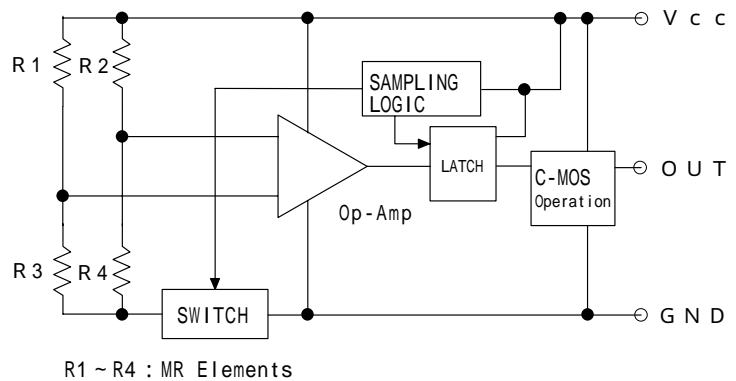 Vcc
R1
R2
SAMPLING
LOGIC
LATCH
C-MOS
Operation
OUT
Op-Amp
R3
R4
SWITCH
GND
R1~R4 : MR Elements